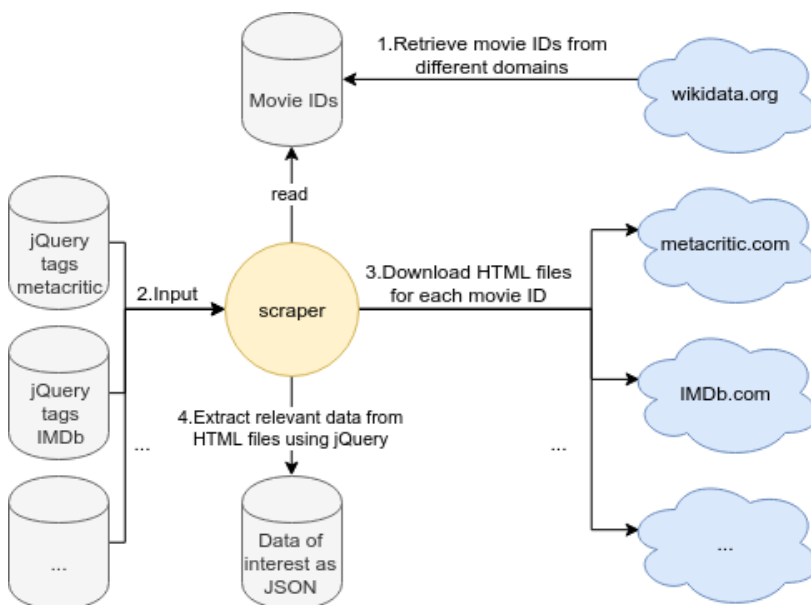 1.Retrieve movie IDs from
different domains
Movie IDs
wikidata.org
read
jQuery
tags
metacritic
2.Input
scraper
3.Download HTML files
for each movie ID
metacritic.com
jQuery
tags
IMDb
...
4.Extract relevant data from
HTML files using jQuery
IMDb.com
...
...
Data of
interest as
JSON
...